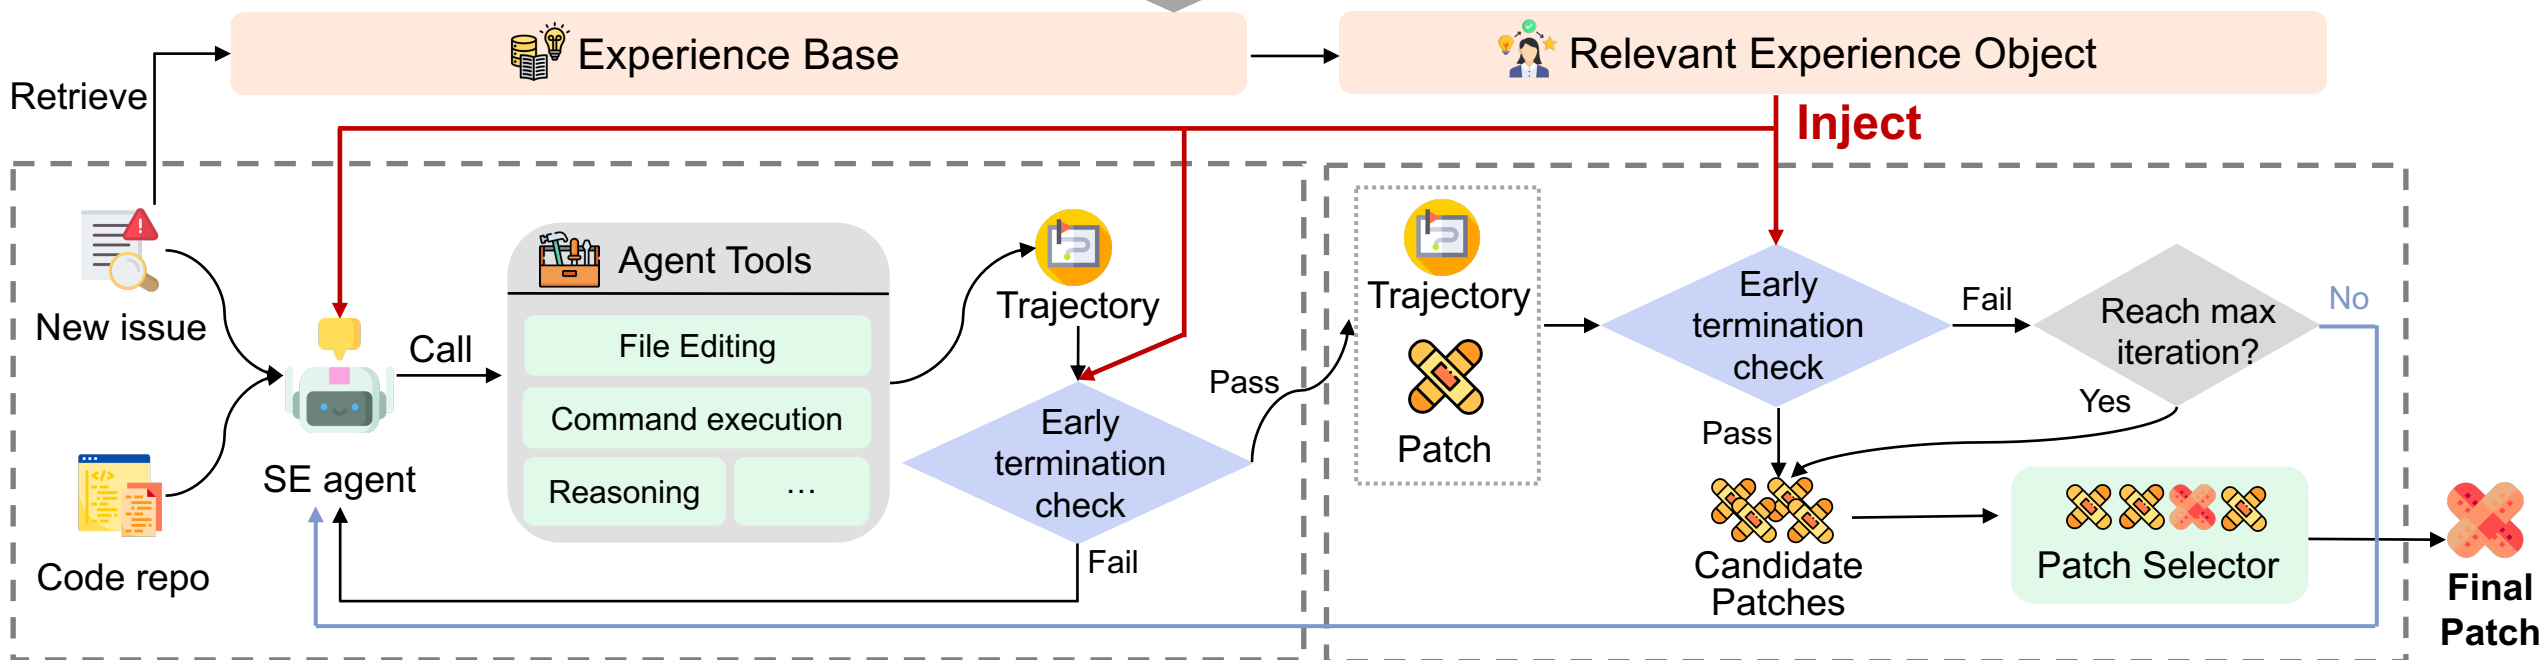 Experience Base
Relevant Experience Object
Retrieve
Inject
New issue
Code repo
SE agent
Call
Agent Tools
File Editing
Command execution
Reasoning
...
Trajectory
Early
termination
check
Fail
Pass
Trajectory
Patch
Early
termination
check
Fail
Reach max
iteration?
No
Yes
Pass
Candidate
Patches
Patch Selector
Final
Patch